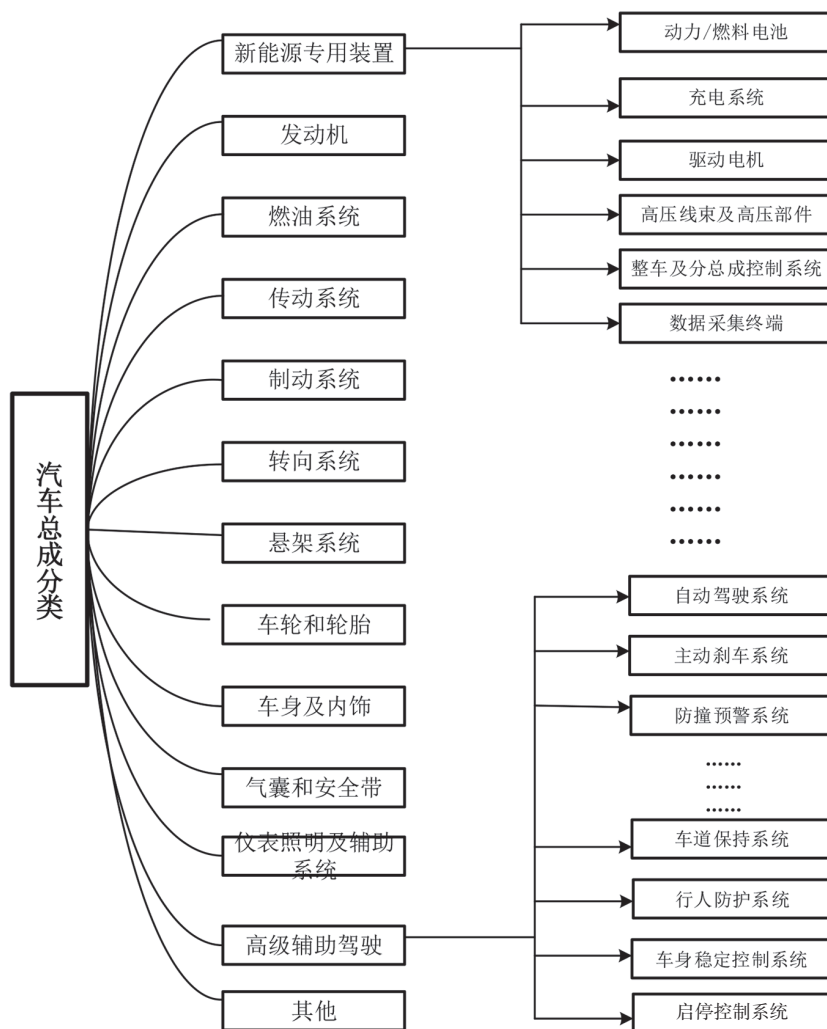 汽车总成分类
新能源专用装置
发动机
燃油系统
传动系统
制动系统
转向系统
悬架系统
车轮和轮胎
车身及内饰
气囊和安全带
仪表照明及辅助
系统
高级辅助驾驶
其他
动力/燃料电池
充电系统
驱动电机
高压线束及高压部件
整车及分总成控制系统
数据采集终端
……
……
……
……
……
……
自动驾驶系统
主动刹车系统
防撞预警系统
……
……
……
车道保持系统
行人防护系统
车身稳定控制系统
启停控制系统